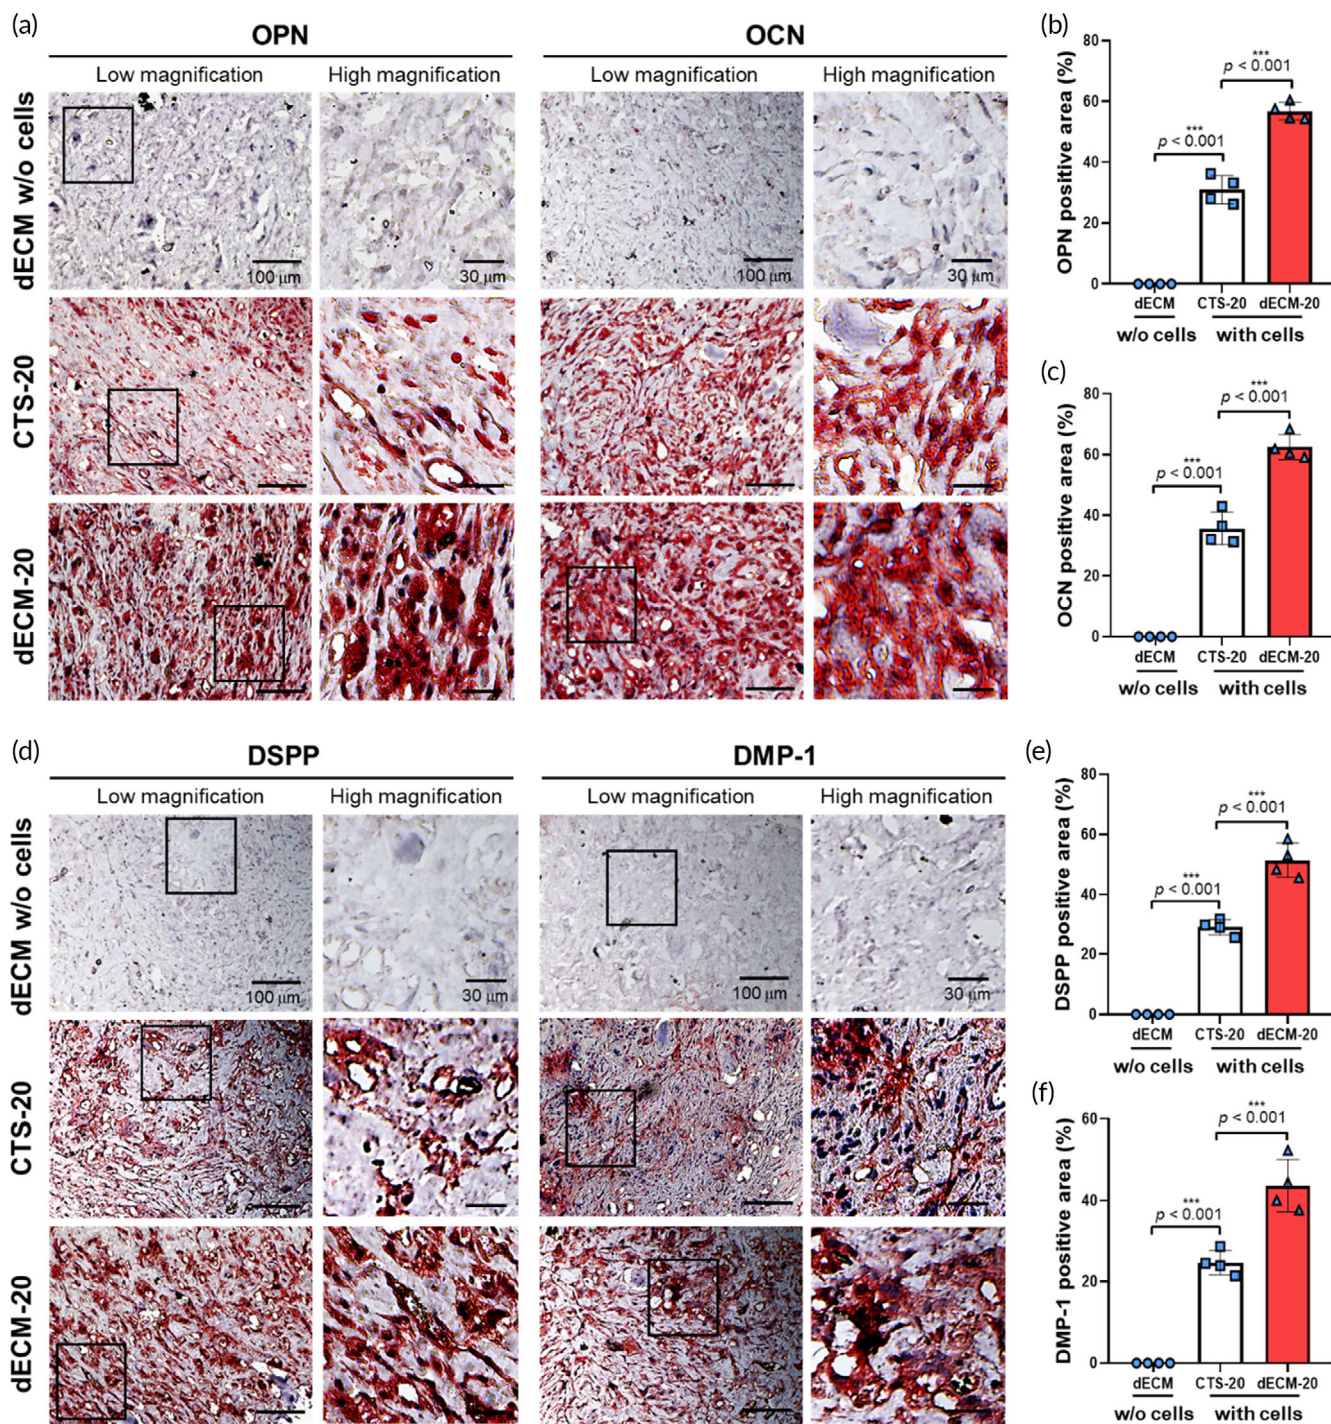 (a)
OPN
OCN
Low magnification
High magnification
Low magnification
High magnification
dECM w/o cells
100 μm
30 μm
100 μm
30 μm
CTS-20
dECM-20
(b)
OPN positive area (%)
80
60
40
20
0
***
p < 0.001
***
p < 0.001
dECM
CTS-20
dECM-20
w/o cells
with cells
(c)
OCN positive area (%)
80
60
40
20
0
***
p < 0.001
***
p < 0.001
dECM
CTS-20
dECM-20
w/o cells
with cells
(d)
DSPP
DMP-1
Low magnification
High magnification
Low magnification
High magnification
dECM w/o cells
100 μm
30 μm
100 μm
30 μm
CTS-20
dECM-20
(e)
DSPP positive area (%)
80
60
40
20
0
***
p < 0.001
***
p < 0.001
dECM
CTS-20
dECM-20
w/o cells
with cells
(f)
DMP-1 positive area (%)
60
40
20
0
***
p < 0.001
***
p < 0.001
dECM
CTS-20
dECM-20
w/o cells
with cells